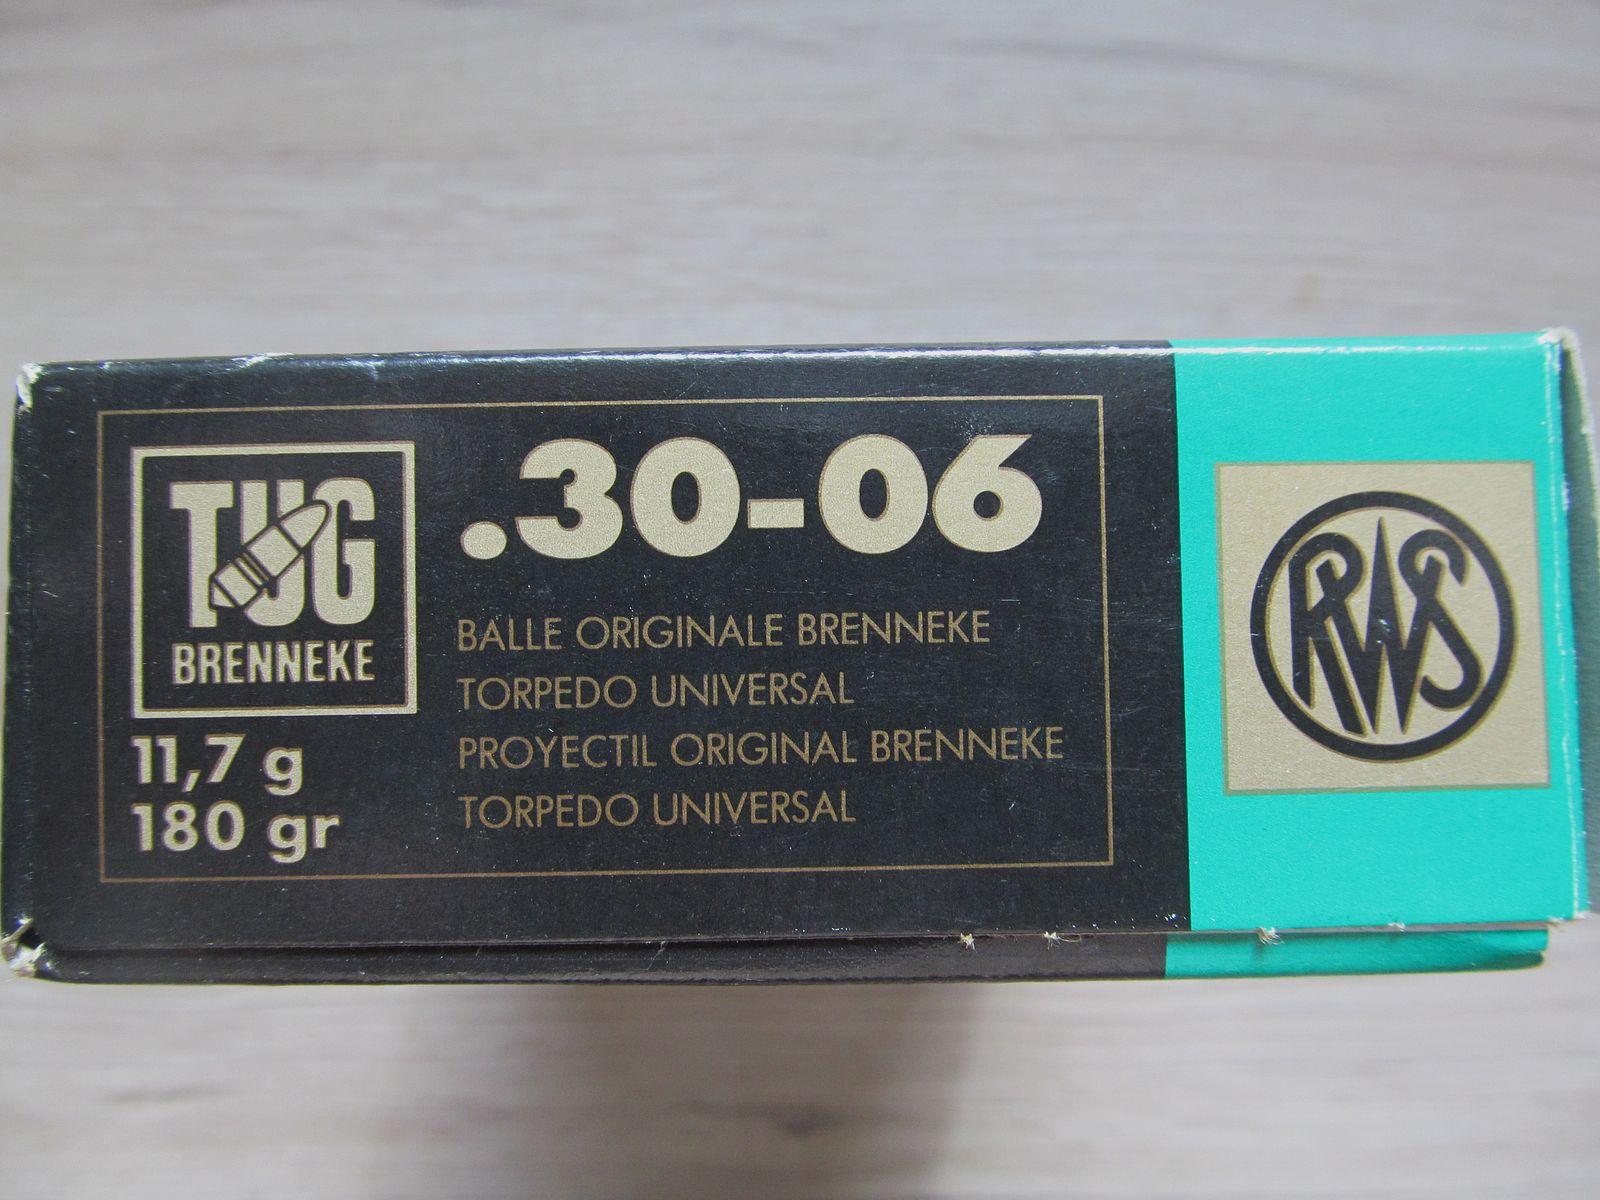 TUG
BRENNEKE
11,7 g
180 gr
.30-06
BALLE ORIGINALE BRENNEKE
TORPEDO UNIVERSAL
PROYECTIL ORIGINAL BRENNEKE
TORPEDO UNIVERSAL
RWS